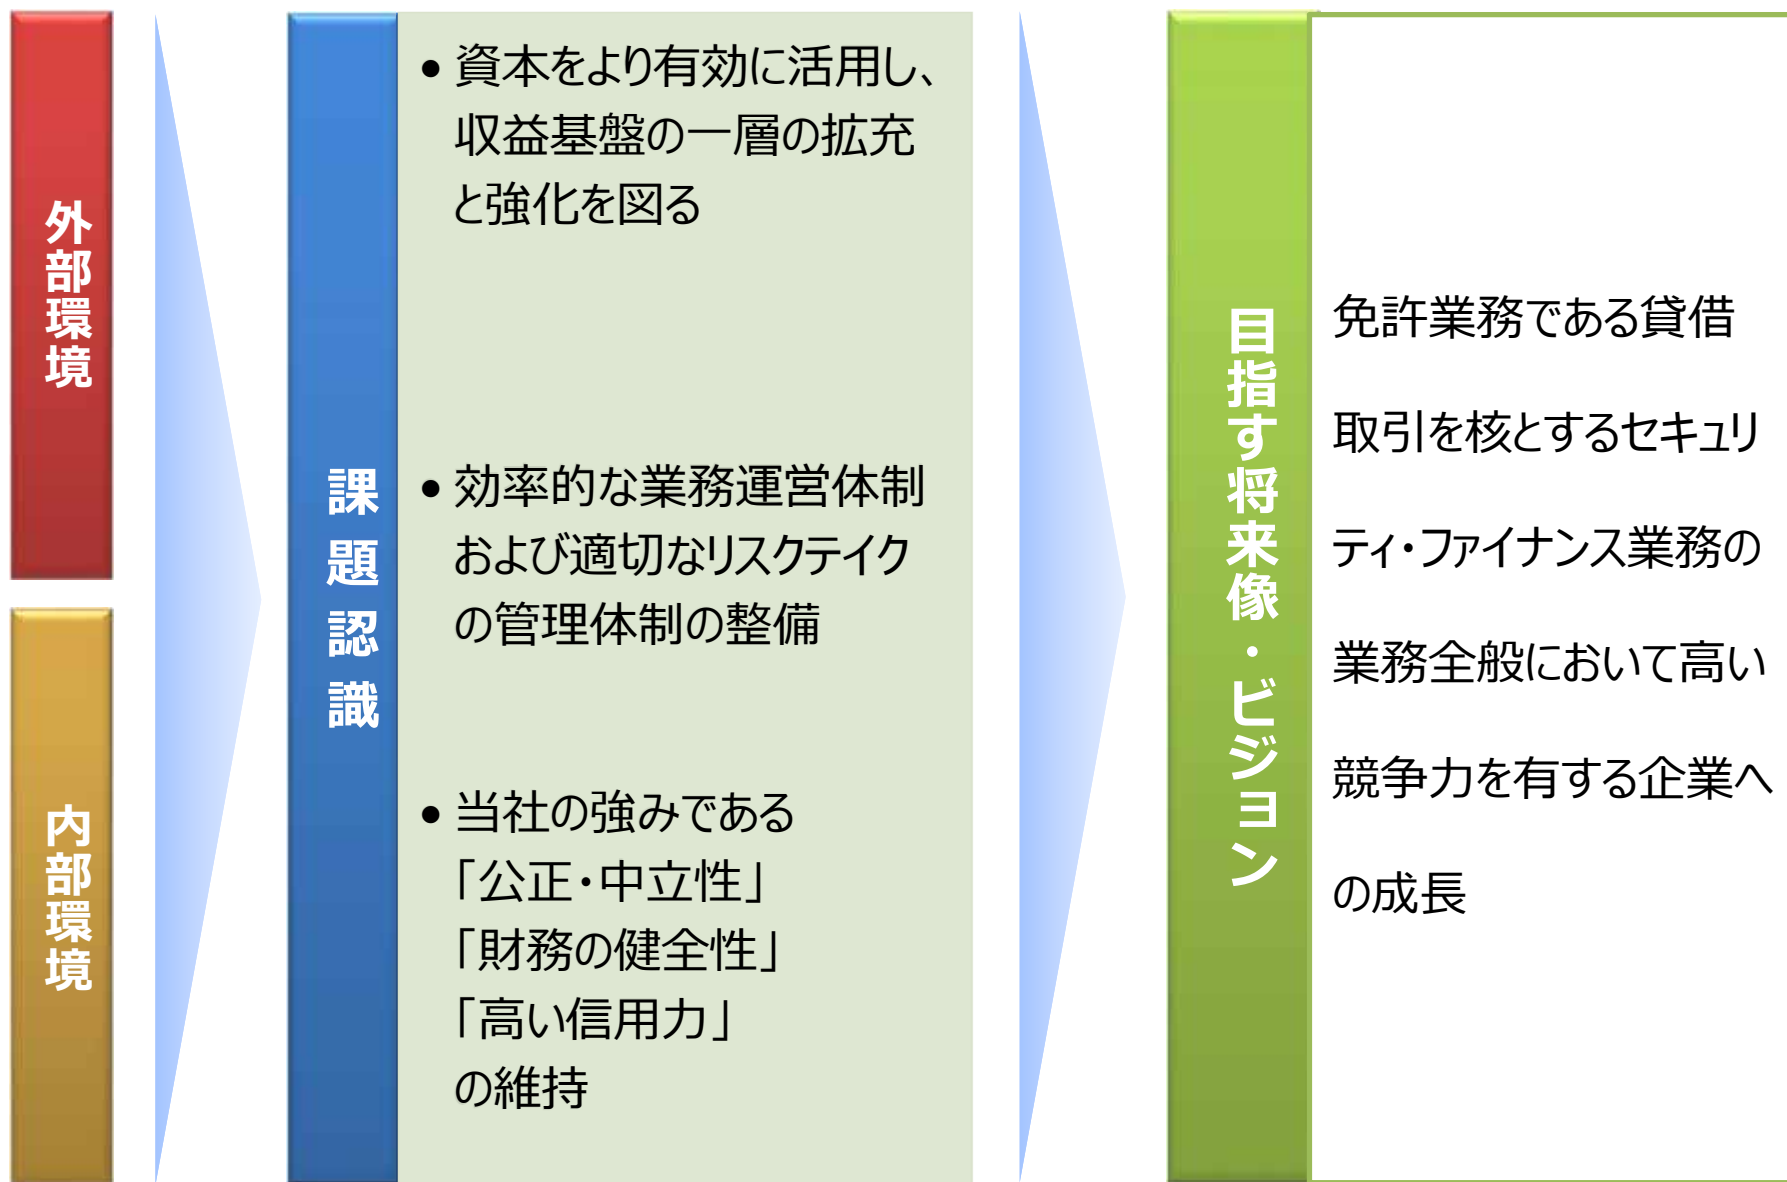 外部環境
内部環境
課題認識
• 資本をより有効に活用し、
収益基盤の一層の拡充
と強化を図る
• 効率的な業務運営体制
および適切なリスクテイク
の管理体制の整備
• 当社の強みである
「公正・中立性」
「財務の健全性」
「高い信用力」
の維持
目指す将来像・ビジョン
免許業務である貸借
取引を核とするセキュリ
ティ・ファイナンス業務の
業務全般において高い
競争力を有する企業へ
の成長